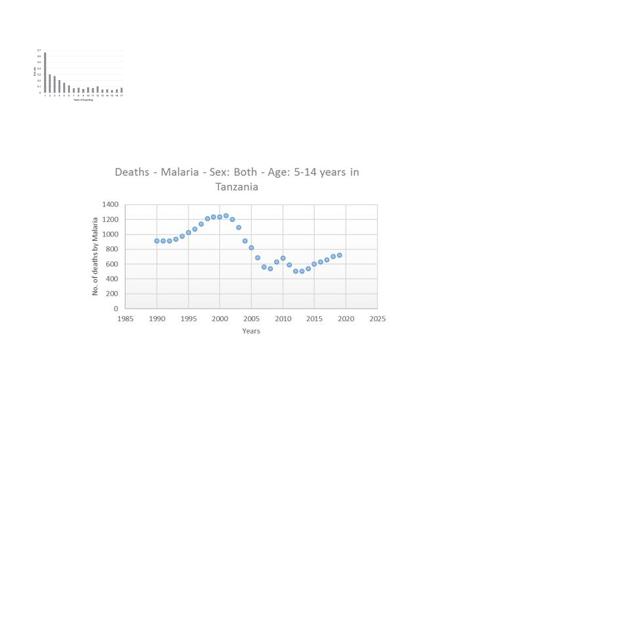 Deaths - Malaria - Sex: Both - Age: 5-14 years in
Tanzania
1400
1200
1000
800
600
400
200
0
No. of deaths by Malaria
1985 1990 1995 2000 2005 2010 2015 2020 2025
Years